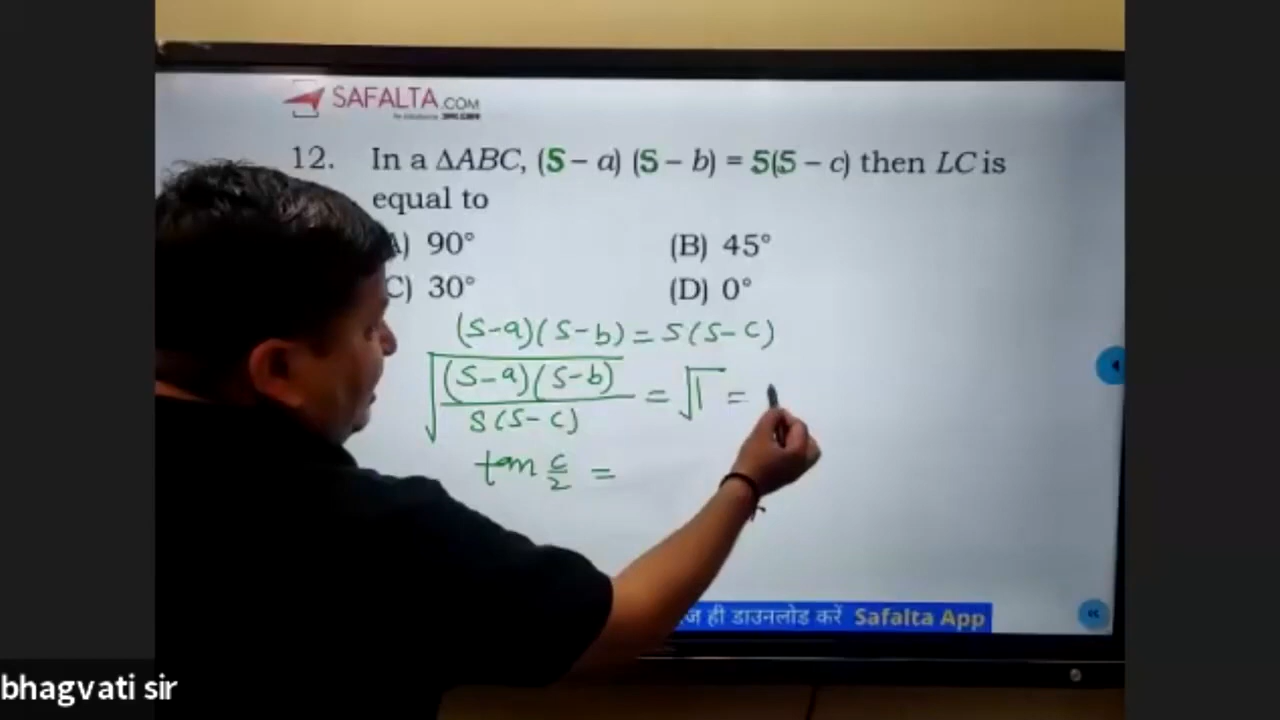 SAFALTA.COM
12. In a ΔABC, (S – a) (S – b) = S(S – c) then LC is
equal to
A) 90° (B) 45°
C) 30° (D) 0°
(s-a)(s-b) = s(s-c)
√(s-a)(s-b) / s(s-c) = √1 =
tan c/2 =
ही डाउनलोड करें Safalta App
bhagvati sir